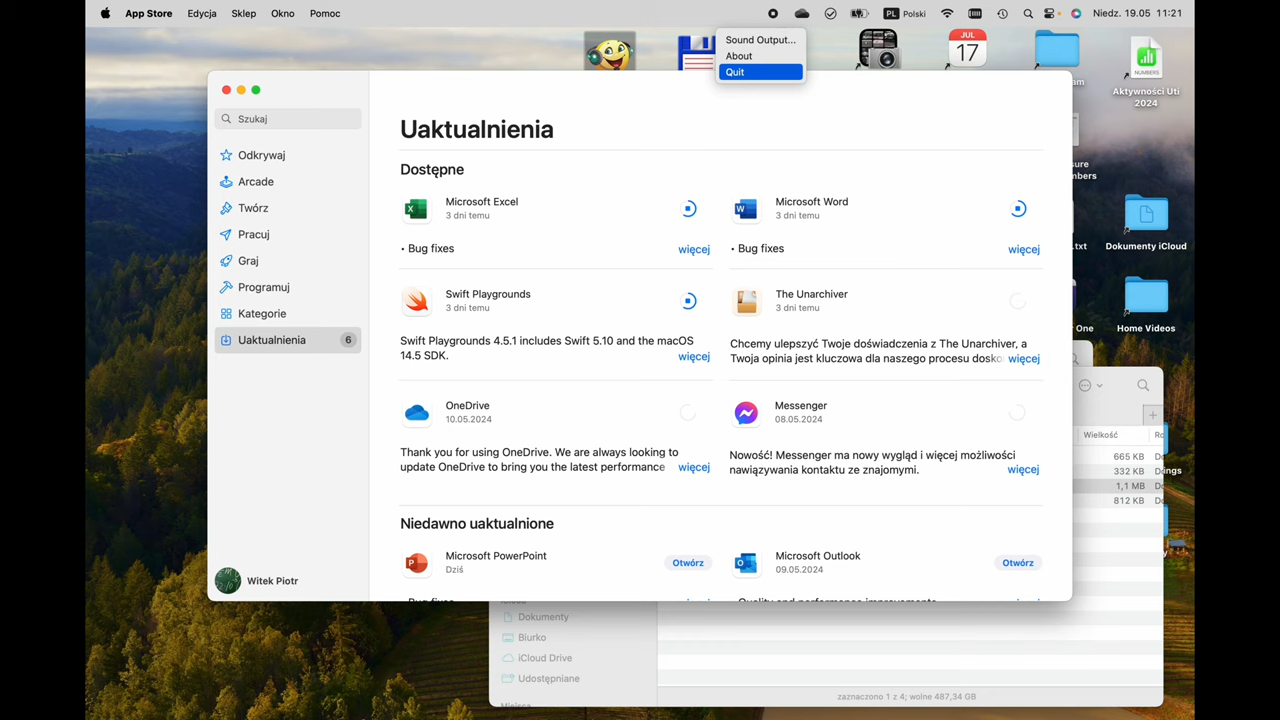 App Store Edycja Sklep Okno Pomoc
PL Polski Niedz. 19.05 11:21
Sound Output...
About
Quit
JUL
17
NUMBERS
Aktywności Uti
2024
Dokumenty iCloud
Home Videos
Szukaj
Odkrywaj
Arcade
Twórz
Pracuj
Graj
Programuj
Kategorie
Uaktualnienia 6
Witek Piotr
Uaktualnienia
Dostępne
Microsoft Excel
3 dni temu
• Bug fixes
więcej
Microsoft Word
3 dni temu
• Bug fixes
więcej
Swift Playgrounds
3 dni temu
Swift Playgrounds 4.5.1 includes Swift 5.10 and the macOS
14.5 SDK.
więcej
The Unarchiver
3 dni temu
Chcemy ulepszyć Twoje doświadczenia z The Unarchiver, a
Twoja opinia jest kluczowa dla naszego procesu dosko
więcej
OneDrive
10.05.2024
Thank you for using OneDrive. We are always looking to
update OneDrive to bring you the latest performance
więcej
Messenger
08.05.2024
Nowość! Messenger ma nowy wygląd i więcej możliwości
nawiązywania kontaktu ze znajomymi.
więcej
Niedawno uaktualnione
Microsoft PowerPoint
Dziś
Otwórz
Microsoft Outlook
09.05.2024
Otwórz
Wielkość
665 KB
332 KB
1,1 MB
812 KB
Dokumenty
Biurko
iCloud Drive
Udostępniane
zaznaczono 1 z 4; wolne 487,34 GB